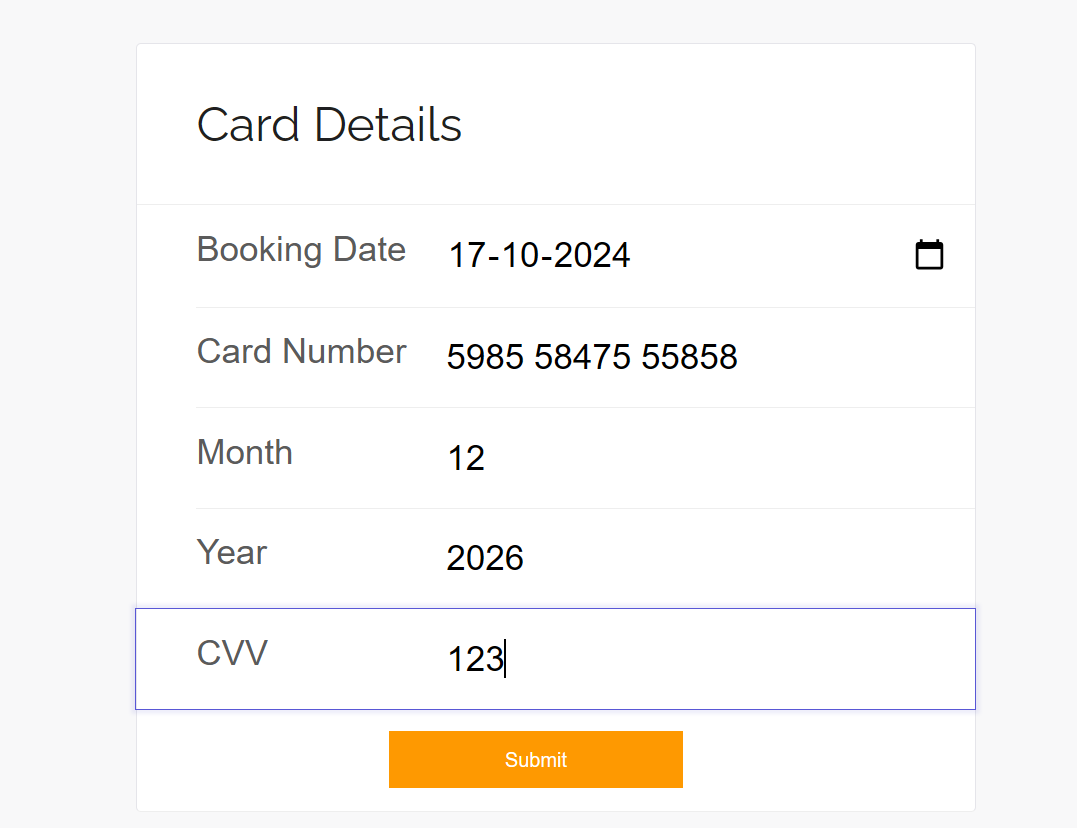 Card Details
Booking Date 17-10-2024
Card Number 5985 58475 55858
Month 12
Year 2026
CVV 123
Submit